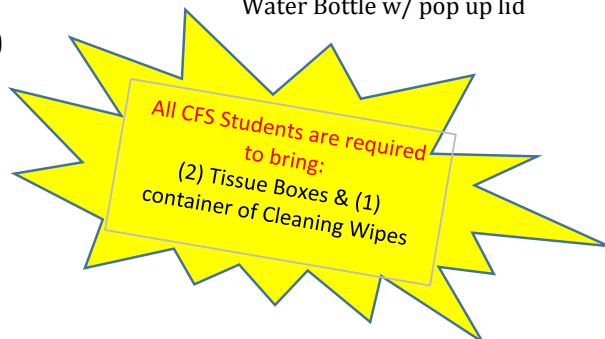 Water Bottle w/ pop up lid
)
All CFS Students are required
to bring:
(2) Tissue Boxes & (1)
container of Cleaning Wipes